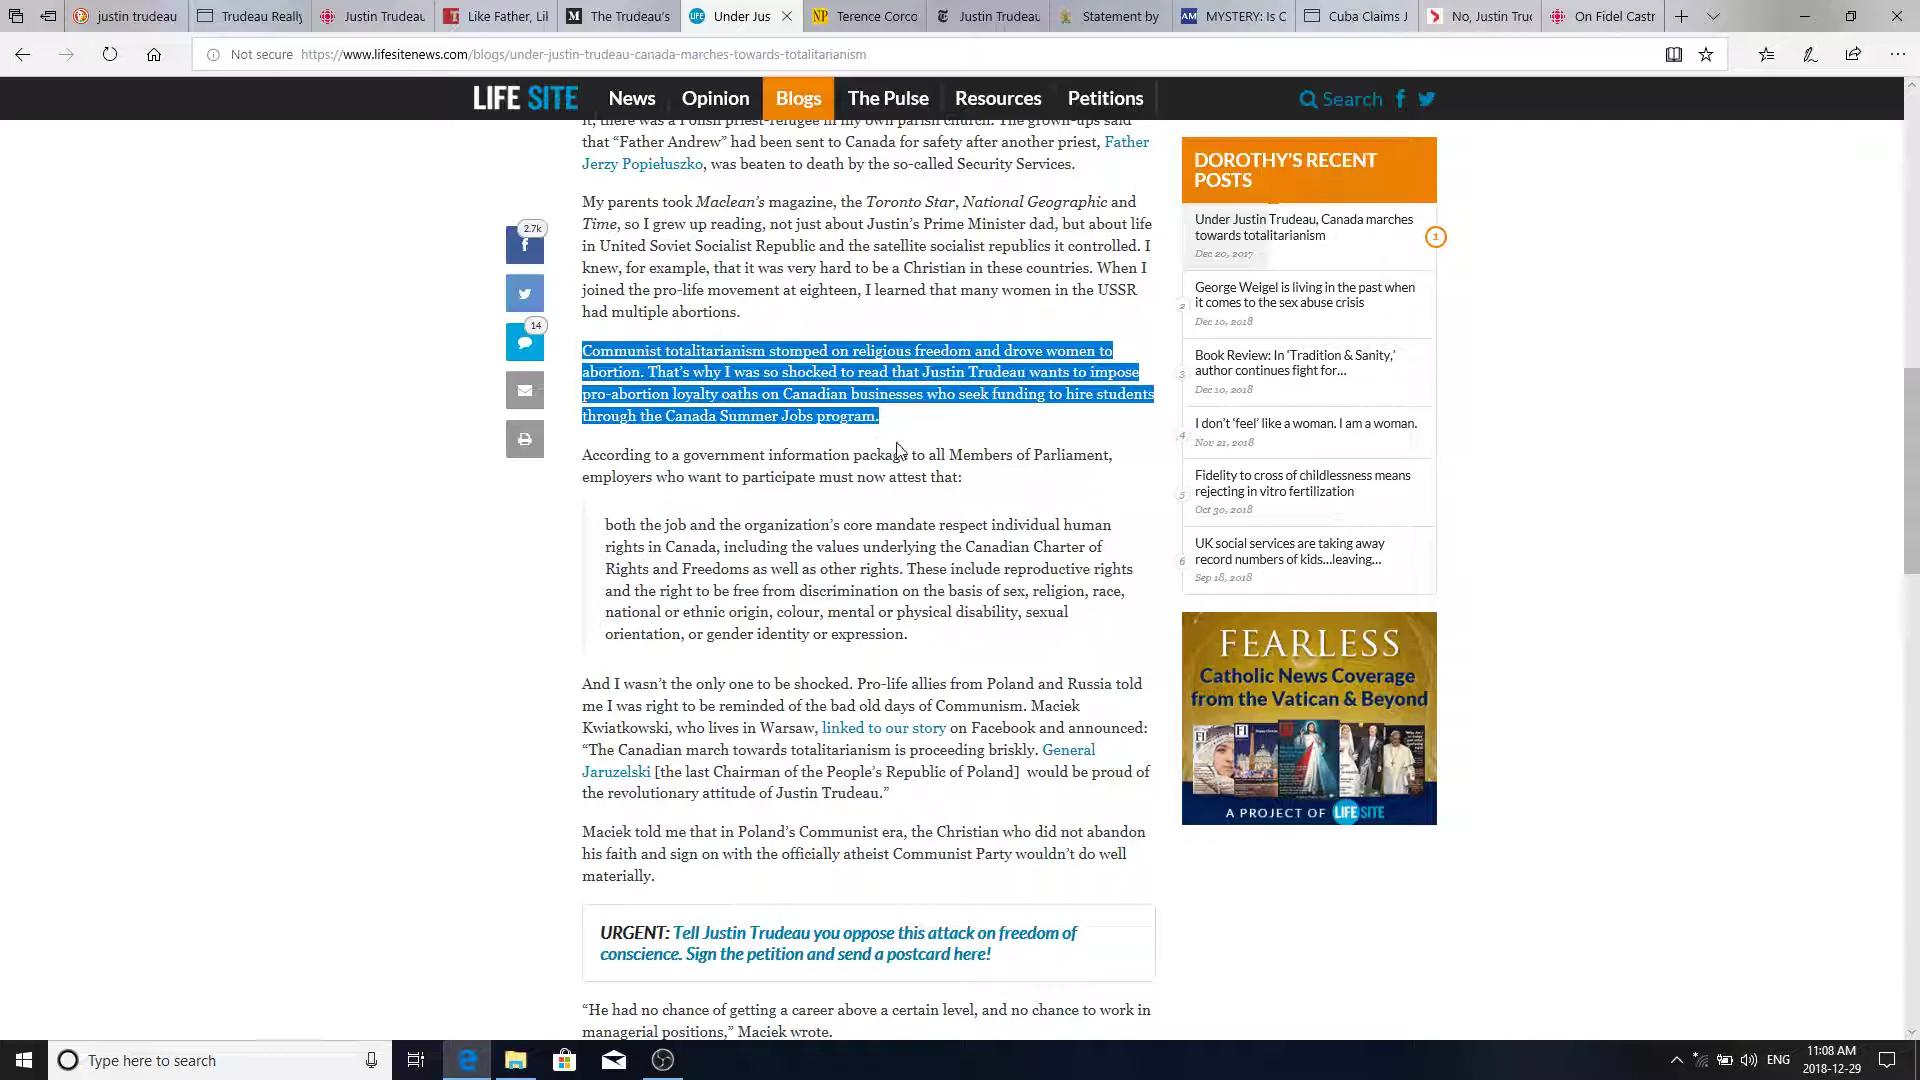 justin trudeau
Trudeau Really
Justin Trudeau
Like Father, Lik
The Trudeau's
Under Jus
Terence Corco
Justin Trudeau
Statement by
MYSTERY: Is C
Cuba Claims J
No, Justin Truc
On Fidel Castr
Not secure https://www.lifesitenews.com/blogs/under-justin-trudeau-canada-marches-towards-totalitarianism
LIFE SITE News Opinion Blogs The Pulse Resources Petitions Search
it, there was a Polish priest-refugee in my own parish church. The grown-ups said
that “Father Andrew” had been sent to Canada for safety after another priest, Father
Jerzy Popiełuszko, was beaten to death by the so-called Security Services.
My parents took Maclean’s magazine, the Toronto Star, National Geographic and
Time, so I grew up reading, not just about Justin’s Prime Minister dad, but about life
in United Soviet Socialist Republic and the satellite socialist republics it controlled. I
knew, for example, that it was very hard to be a Christian in these countries. When I
joined the pro-life movement at eighteen, I learned that many women in the USSR
had multiple abortions.
Communist totalitarianism stomped on religious freedom and drove women to
abortion. That’s why I was so shocked to read that Justin Trudeau wants to impose
pro-abortion loyalty oaths on Canadian businesses who seek funding to hire students
through the Canada Summer Jobs program.
According to a government information package to all Members of Parliament,
employers who want to participate must now attest that:
both the job and the organization’s core mandate respect individual human
rights in Canada, including the values underlying the Canadian Charter of
Rights and Freedoms as well as other rights. These include reproductive rights
and the right to be free from discrimination on the basis of sex, religion, race,
national or ethnic origin, colour, mental or physical disability, sexual
orientation, or gender identity or expression.
And I wasn’t the only one to be shocked. Pro-life allies from Poland and Russia told
me I was right to be reminded of the bad old days of Communism. Maciek
Kwiatkowski, who lives in Warsaw, linked to our story on Facebook and announced:
“The Canadian march towards totalitarianism is proceeding briskly. General
Jaruzelski [the last Chairman of the People’s Republic of Poland] would be proud of
the revolutionary attitude of Justin Trudeau.”
Maciek told me that in Poland’s Communist era, the Christian who did not abandon
his faith and sign on with the officially atheist Communist Party wouldn’t do well
materially.
URGENT: Tell Justin Trudeau you oppose this attack on freedom of
conscience. Sign the petition and send a postcard here!
“He had no chance of getting a career above a certain level, and no chance to work in
managerial positions,” Maciek wrote.
2.7k
14
DOROTHY'S RECENT
POSTS
Under Justin Trudeau, Canada marches
towards totalitarianism
Dec 20, 2017
1
George Weigel is living in the past when
it comes to the sex abuse crisis
Dec 10, 2018
2
Book Review: In 'Tradition & Sanity,'
author continues fight for...
Dec 10, 2018
3
I don't 'feel' like a woman. I am a woman.
Nov 21, 2018
4
Fidelity to cross of childlessness means
rejecting in vitro fertilization
Oct 30, 2018
5
UK social services are taking away
record numbers of kids...leaving...
Sep 18, 2018
6
FEARLESS
Catholic News Coverage
from the Vatican & Beyond
A PROJECT OF LIFE SITE
Type here to search
ENG
11:08 AM
2018-12-29